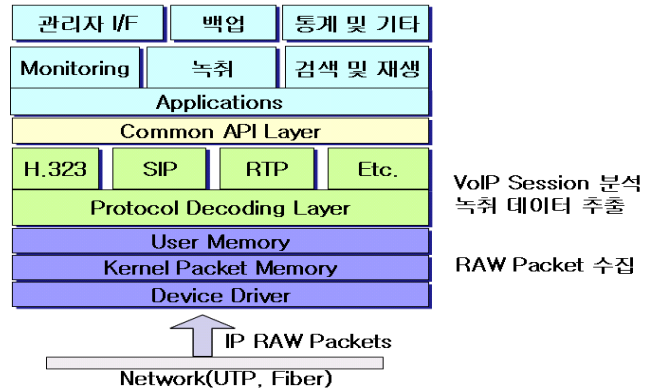 관리자 I/F 백업 통계 및 기타
Monitoring 녹취 검색 및 재생
Applications
Common API Layer
H.323 SIP RTP Etc.
Protocol Decoding Layer
VoIP Session 분석
녹취 데이터 추출
User Memory
Kernel Packet Memory
RAW Packet 수집
Device Driver
IP RAW Packets
Network(UTP, Fiber)